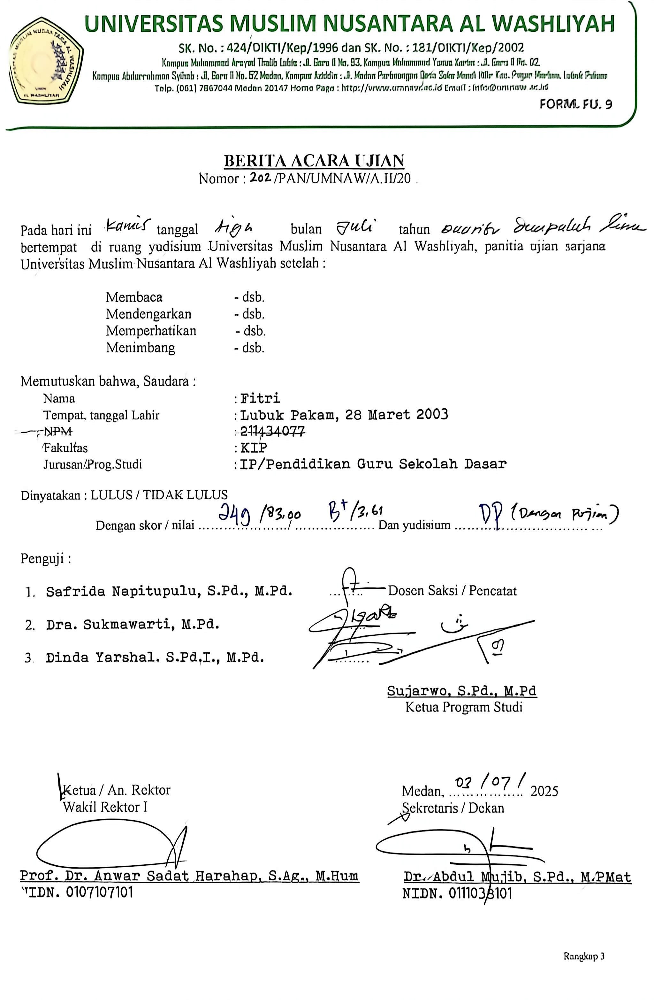 UNIVERSITAS MUSLIM NUSANTARA AL WASHLIYAH
SK. No. : 424/DIKTI/Kep/1996 dan SK. No. : 181/DIKTI/Kep/2002
Kampus Muhammad Arsyad Thalib Lubis : Jl. Garu II No. 93, Kampus Muhammad Yunus Karim : Jl. Garu II No. 02
Kampus Abdurrahman Syihab : Jl. Garu II No. 52 Medan, Kampus Aziddin : Jl. Medan Perbaungan Desa Suka Mandi Hilir Kec.
Telp. (061) 7867044 Medan 20147 Home Page : http://www.umnaw.ac.id Email : info@umnaw.ac.id
FORM. FU. 9
BERITA ACARA UJIAN
Nomor : 202 /PAN/UMNAW/A.II/20
Pada hari ini Kamis tanggal tiga bulan Juli tahun Duaribu Duapuluh lima
bertempat di ruang yudisium Universitas Muslim Nusantara Al Washliyah, panitia ujian sarjana
Universitas Muslim Nusantara Al Washliyah setelah :
Membaca - dsb.
Mendengarkan - dsb.
Memperhatikan - dsb.
Menimbang - dsb.
Memutuskan bahwa, Saudara :
Nama : Fitri
Tempat, tanggal Lahir : Lubuk Pakam, 28 Maret 2003
NPM : 211434077
Fakultas : KIP
Jurusan/Prog.Studi : IP/Pendidikan Guru Sekolah Dasar
Dinyatakan : LULUS / TIDAK LULUS
Dengan skor / nilai 249 /83,00 / B+/3,61 Dan yudisium DP (Dengan Pujian)
Penguji :
1. Safrida Napitupulu, S.Pd., M.Pd. Dosen Saksi / Pencatat
2. Dra. Sukmawarti, M.Pd.
3. Dinda Yarshal. S.Pd.I., M.Pd.
Sujarwo, S.Pd., M.Pd
Ketua Program Studi
Ketua / An. Rektor
Wakil Rektor I
Prof. Dr. Anwar Sadat Harahap, S.Ag., M.Hum
NIDN. 0107107101
Medan, 03 /07 / 2025
Sekretaris / Dekan
Dr. Abdul Mujib, S.Pd., M.PMat
NIDN. 0111038101
Rangkap 3